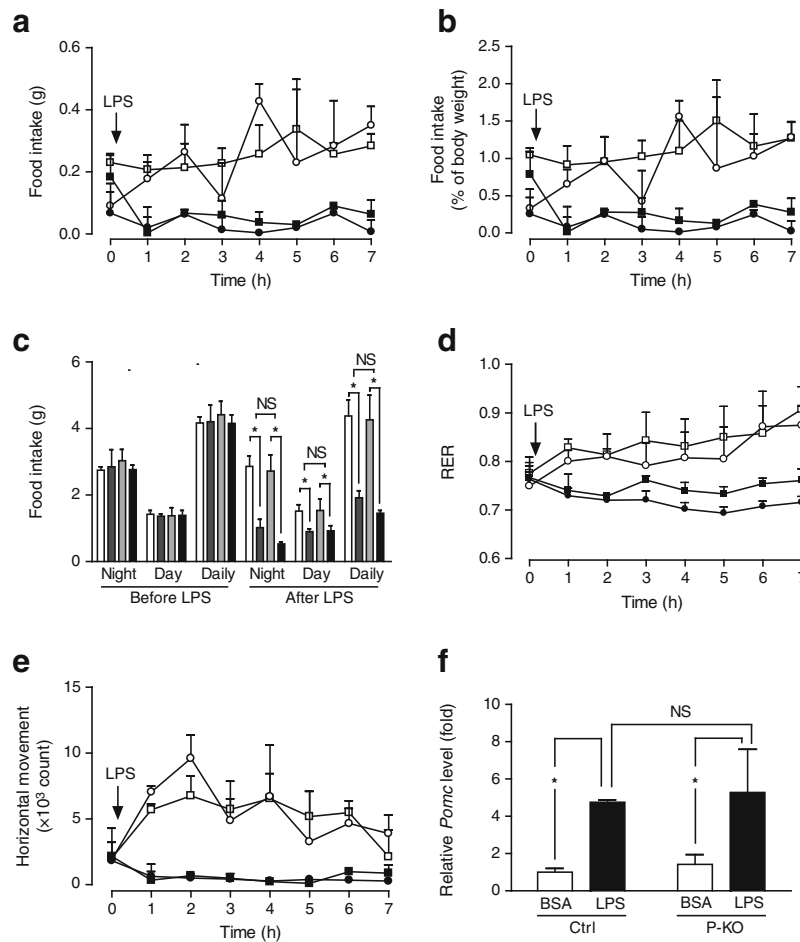 a
Food intake (g)
0.6
0.4
0.2
0.0
LPS
0 1 2 3 4 5 6 7
Time (h)
b
Food intake
(% of body weight)
2.5
2.0
1.5
1.0
0.5
0.0
LPS
0 1 2 3 4 5 6 7
Time (h)
c
Food intake (g)
6
4
2
0
NS
* *
NS
* *
NS
* *
Night Day Daily Night Day Daily
Before LPS After LPS
d
RER
1.0
0.9
0.8
0.7
0.6
LPS
0 1 2 3 4 5 6 7
Time (h)
e
Horizontal movement
(×10³ count)
15
10
5
0
LPS
0 1 2 3 4 5 6 7
Time (h)
f
Relative Pomc level (fold)
10
8
6
4
2
0
NS
* *
BSA LPS BSA LPS
Ctrl P-KO